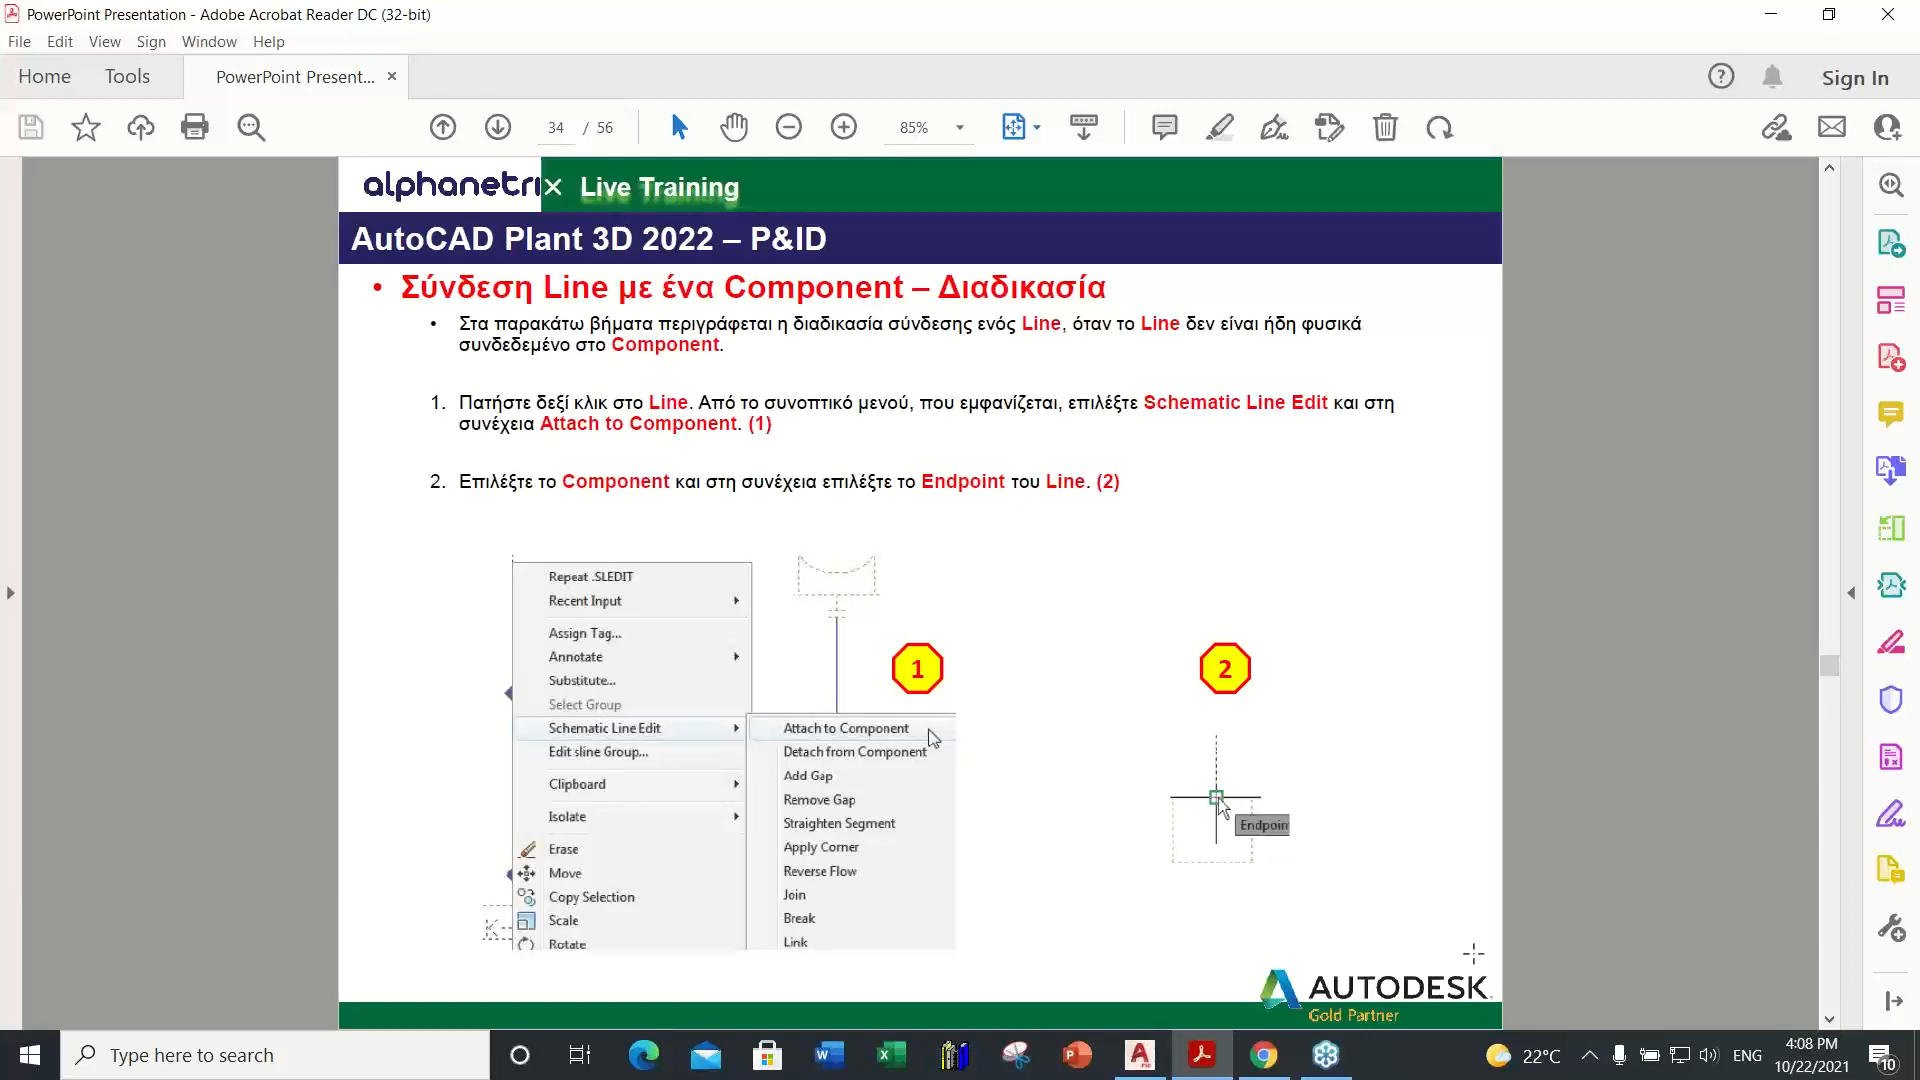 PowerPoint Presentation - Adobe Acrobat Reader DC (32-bit)
File Edit View Sign Window Help
Home Tools PowerPoint Present... Sign In
34 / 56 85%
alphanetri Live Training
AutoCAD Plant 3D 2022 – P&ID
• Σύνδεση Line με ένα Component – Διαδικασία
• Στα παρακάτω βήματα περιγράφεται η διαδικασία σύνδεσης ενός Line, όταν το Line δεν είναι ήδη φυσικά
συνδεδεμένο στο Component.
1. Πατήστε δεξί κλικ στο Line. Από το συνοπτικό μενού, που εμφανίζεται, επιλέξτε Schematic Line Edit και στη
συνέχεια Attach to Component. (1)
2. Επιλέξτε το Component και στη συνέχεια επιλέξτε το Endpoint του Line. (2)
Repeat .SLEDIT
Recent Input
Assign Tag...
Annotate
Substitute...
Select Group
Schematic Line Edit
Edit sline Group...
Clipboard
Isolate
Erase
Move
Copy Selection
Scale
Rotate
Attach to Component
Detach from Component
Add Gap
Remove Gap
Straighten Segment
Apply Corner
Reverse Flow
Join
Break
Link
1
2
Endpoin
AUTODESK
Gold Partner
Type here to search
22°C
ENG
4:08 PM
10/22/2021
10